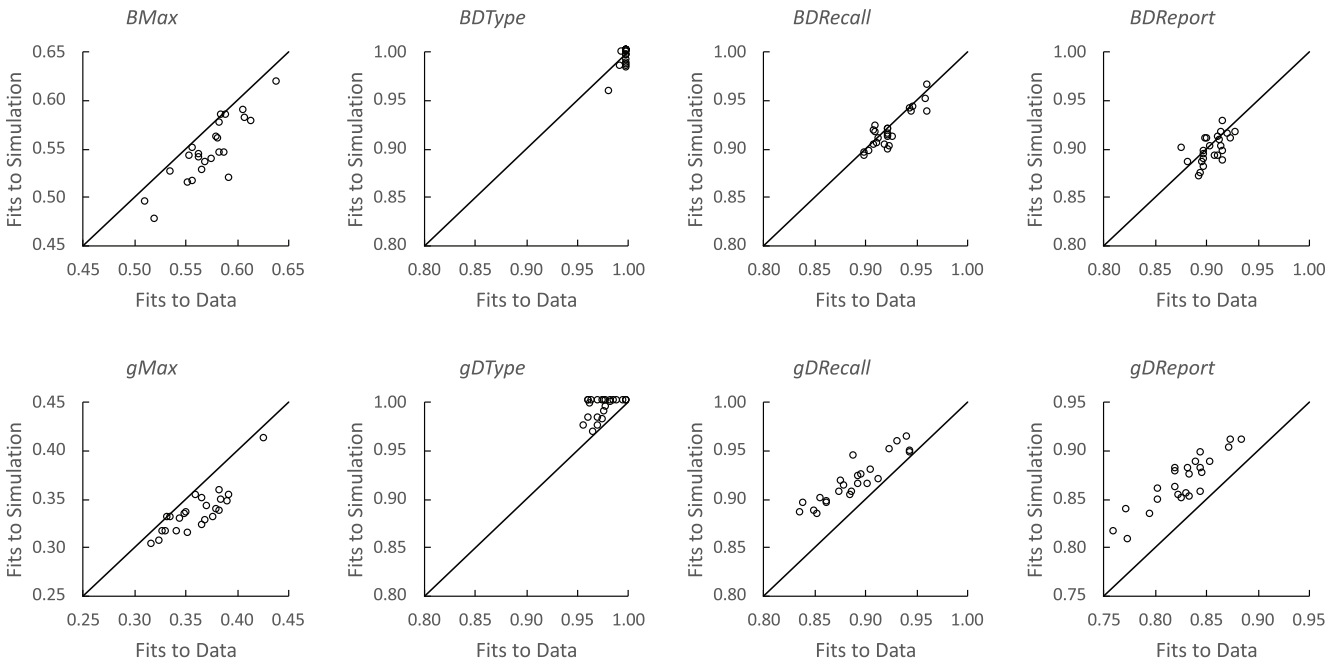 BMax
BDType
BDRecall
BDReport
Fits to Simulation
0.65
0.60
0.55
0.50
0.45
0.45 0.50 0.55 0.60 0.65
Fits to Data
Fits to Simulation
1.00
0.95
0.90
0.85
0.80
0.80 0.85 0.90 0.95 1.00
Fits to Data
Fits to Simulation
1.00
0.95
0.90
0.85
0.80
0.80 0.85 0.90 0.95 1.00
Fits to Data
Fits to Simulation
1.00
0.95
0.90
0.85
0.80
0.80 0.85 0.90 0.95 1.00
Fits to Data
gMax
gDType
gDRecall
gDReport
Fits to Simulation
0.45
0.40
0.35
0.30
0.25
0.25 0.30 0.35 0.40 0.45
Fits to Data
Fits to Simulation
1.00
0.95
0.90
0.85
0.80
0.80 0.85 0.90 0.95 1.00
Fits to Data
Fits to Simulation
1.00
0.95
0.90
0.85
0.80
0.80 0.85 0.90 0.95 1.00
Fits to Data
Fits to Simulation
0.95
0.90
0.85
0.80
0.75
0.75 0.80 0.85 0.90 0.95
Fits to Data